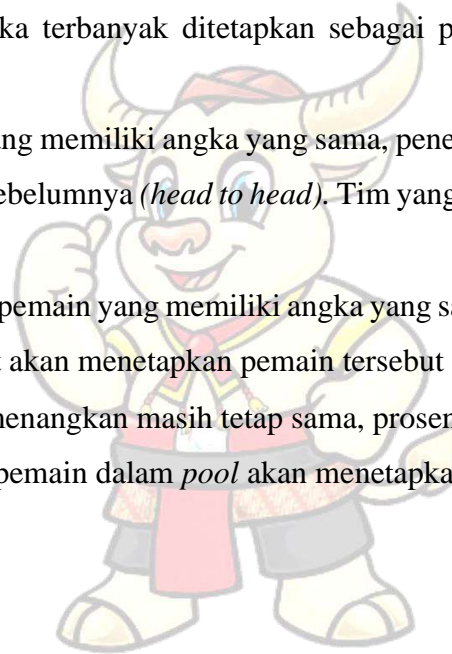 ka terbanyak ditetapkan sebagai p
ng memiliki angka yang sama, pene
ebelumnya (head to head). Tim yang
pemain yang memiliki angka yang sa
akan menetapkan pemain tersebut
nenangkan masih tetap sama, prosen
pemain dalam pool akan menetapka